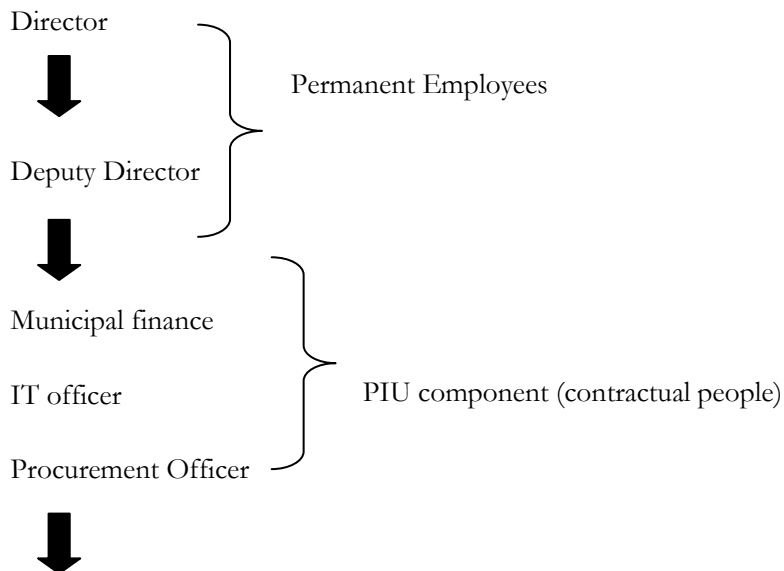 Director
Permanent Employees
Deputy Director
Municipal finance
IT officer
PIU component (contractual people)
Procurement Officer